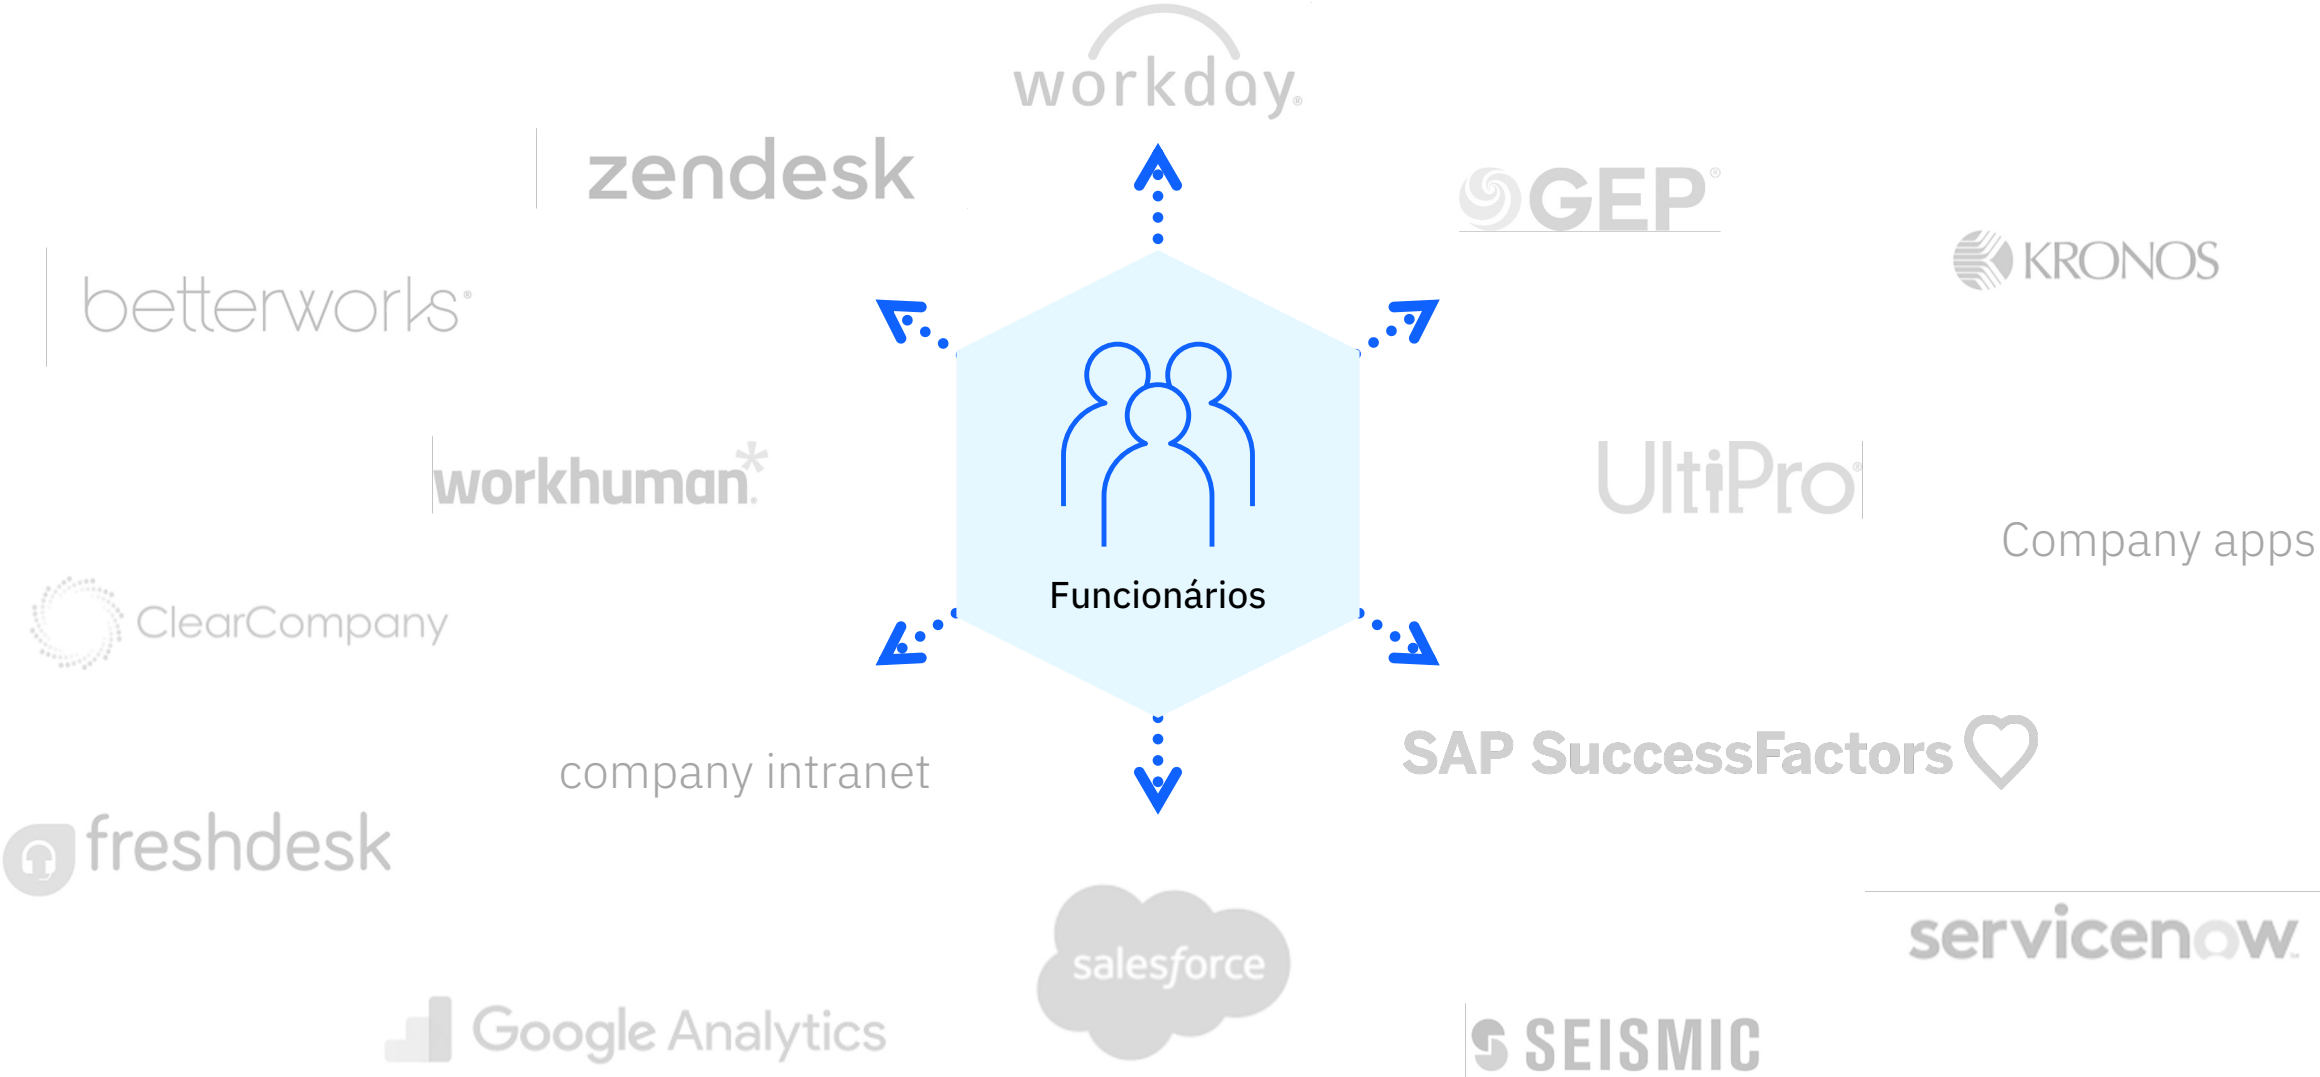 workday®
zendesk
GEP®
KRONOS
betterworks®
workhuman*
UltiPro®
Company apps
Funcionários
ClearCompany
SAP SuccessFactors
company intranet
freshdesk
servicenow
salesforce
Google Analytics
SEISMIC